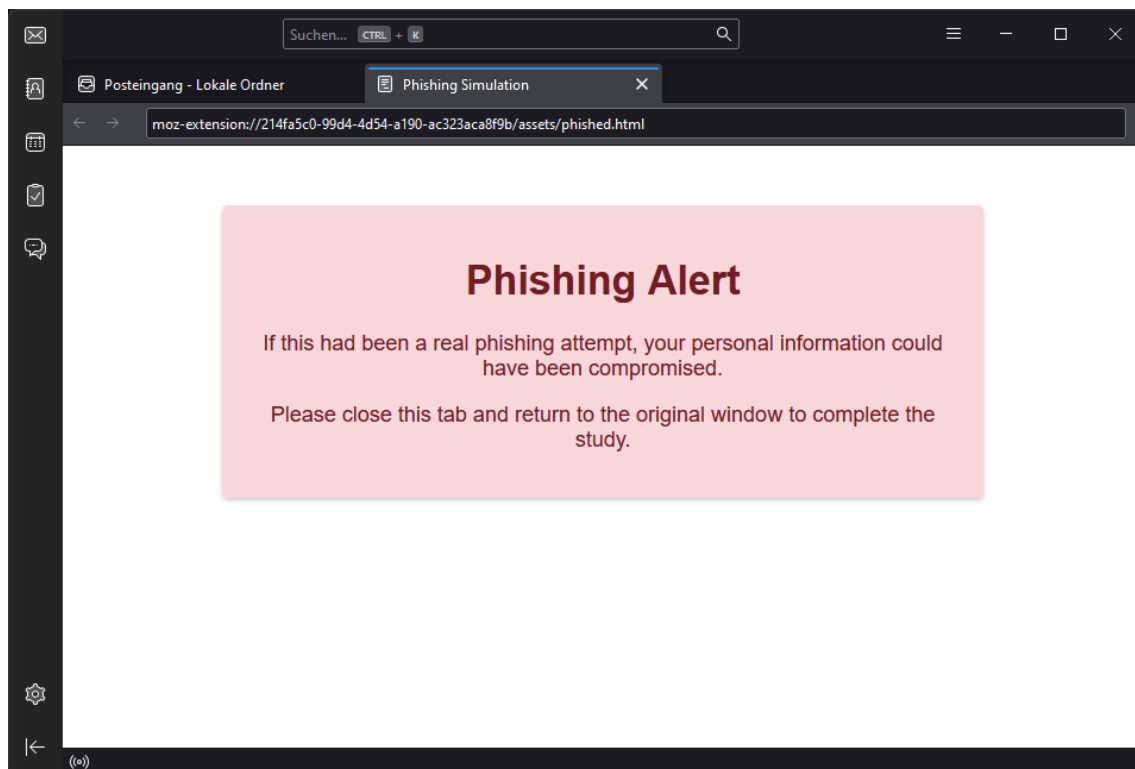 Suchen... CTRL + K
Posteingang - Lokale Ordner
Phishing Simulation
moz-extension://214fa5c0-99d4-4d54-a190-ac323aca8f9b/assets/phished.html
Phishing Alert
If this had been a real phishing attempt, your personal information could
have been compromised.
Please close this tab and return to the original window to complete the
study.